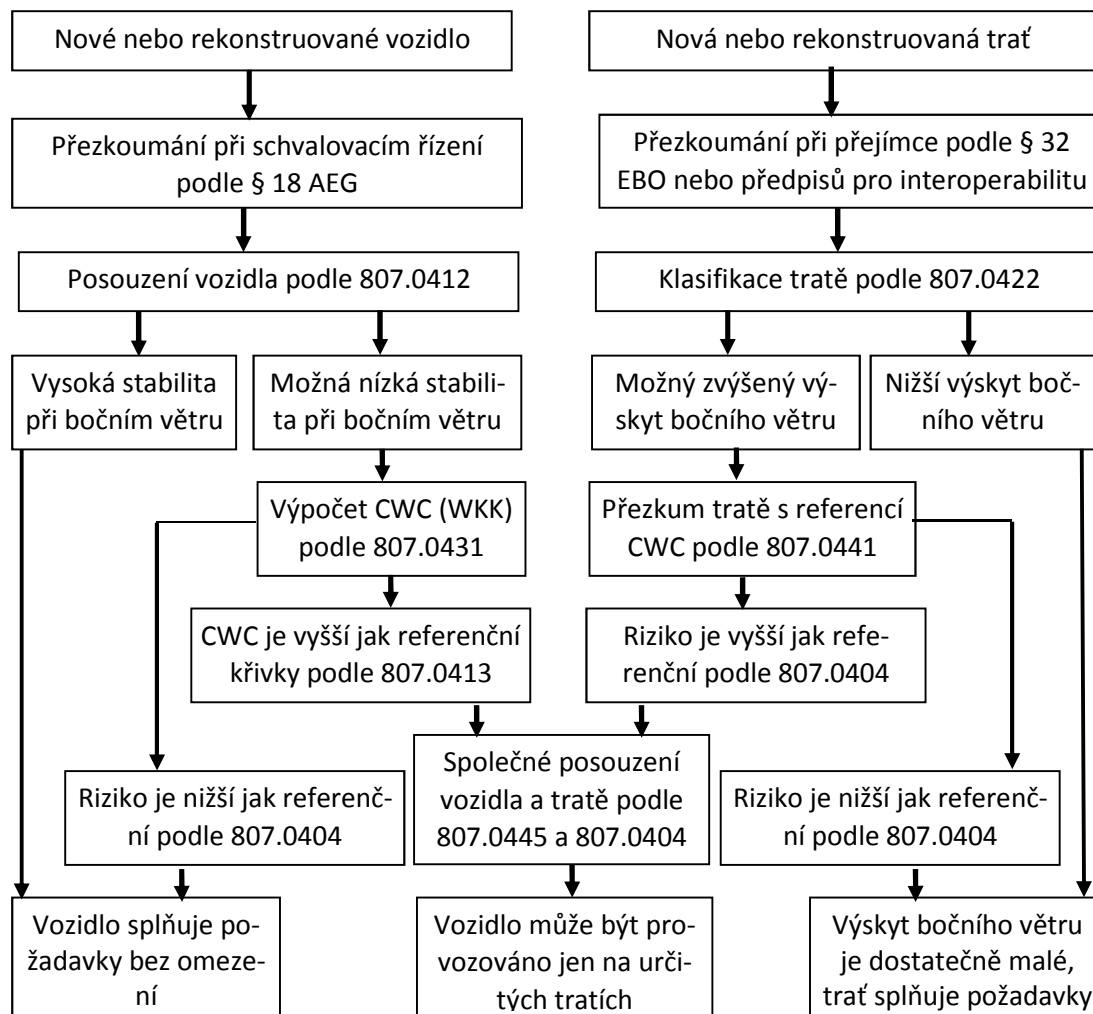 Nové nebo rekonstruované vozidlo
Nová nebo rekonstruovaná trať
Přezkoumání při schvalovacím řízení
podle § 18 AEG
Přezkoumání při přejímce podle § 32
EBO nebo předpisů pro interoperabilitu
Posouzení vozidla podle 807.0412
Klasifikace tratě podle 807.0422
Vysoká stabilita
při bočním větru
Možná nízká stabili-
ta při bočním větru
Možný zvýšený vý-
skyt bočního větru
Nižší výskyt boč-
ního větru
Výpočet CWC (WKK)
podle 807.0431
Přezkum tratě s referencí
CWC podle 807.0441
CWC je vyšší jak referenční
křivky podle 807.0413
Riziko je vyšší jak refe-
renční podle 807.0404
Společné posouzení
vozidla a tratě podle
807.0445 a 807.0404
Riziko je nižší jak referenč-
ní podle 807.0404
Riziko je nižší jak referenč-
ní podle 807.0404
Vozidlo splňuje po-
žadavky bez omeze-
ní
Vozidlo může být pro-
vozováno jen na urči-
tých tratích
Výskyt bočního větru
je dostatečně malé,
trať splňuje požadavky